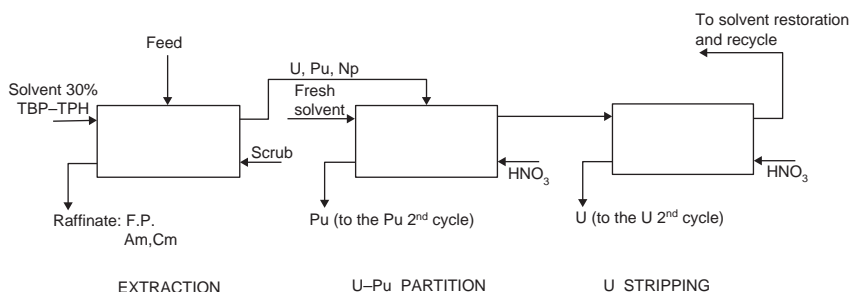 To solvent restoration
and recycle
Feed
U, Pu, Np
Solvent 30%
TBP–TPH
Fresh
solvent
Scrub
HNO₃
HNO₃
Raffinate: F.P.
Am,Cm
Pu (to the Pu 2ⁿᵈ cycle)
U (to the U 2ⁿᵈ cycle)
EXTRACTION
U–Pu PARTITION
U STRIPPING